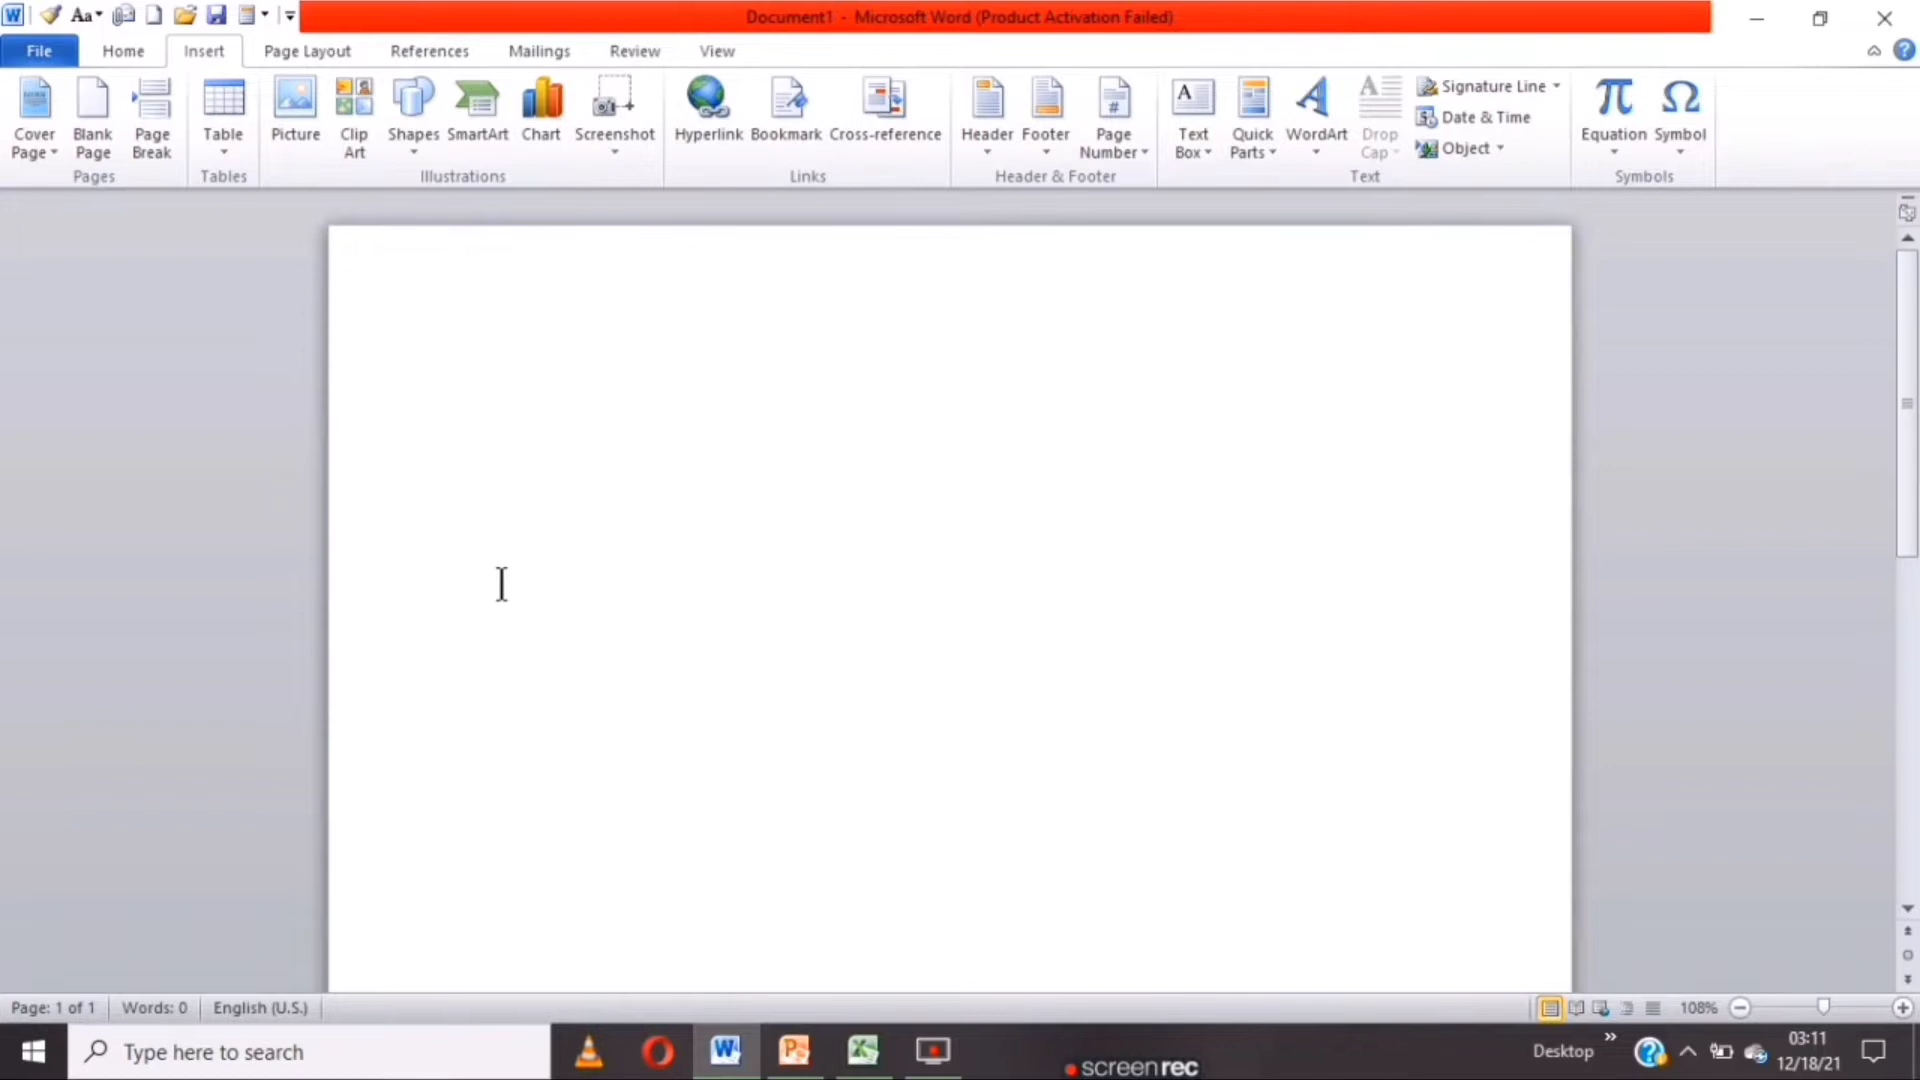 Document1 - Microsoft Word (Product Activation Failed)
Aa
File Home Insert Page Layout References Mailings Review View
Cover Page
Blank Page
Page Break
Pages
Table
Tables
Picture
Clip Art
Shapes
SmartArt
Chart
Screenshot
Illustrations
Hyperlink
Bookmark
Cross-reference
Links
Header
Footer
Page Number
Header & Footer
Text Box
Quick Parts
WordArt
Drop Cap
Signature Line
Date & Time
Object
Text
Equation
Symbol
Symbols
Page: 1 of 1
Words: 0
English (U.S.)
108%
Type here to search
screenrec
Desktop
03:11
12/18/21